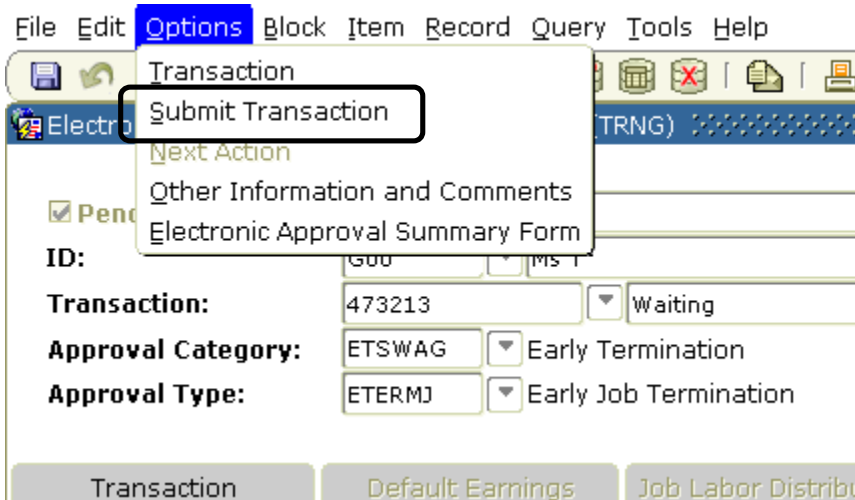 File Edit Options Block Item Record Query Tools Help
Transaction
Submit Transaction
Electro (TRNG)
Next Action
Other Information and Comments
Pend
Electronic Approval Summary Form
ID: G00 Ms T
Transaction: 473213 Waiting
Approval Category: ETSWAG Early Termination
Approval Type: ETERMJ Early Job Termination
Transaction Default Earnings Job Labor Distribu